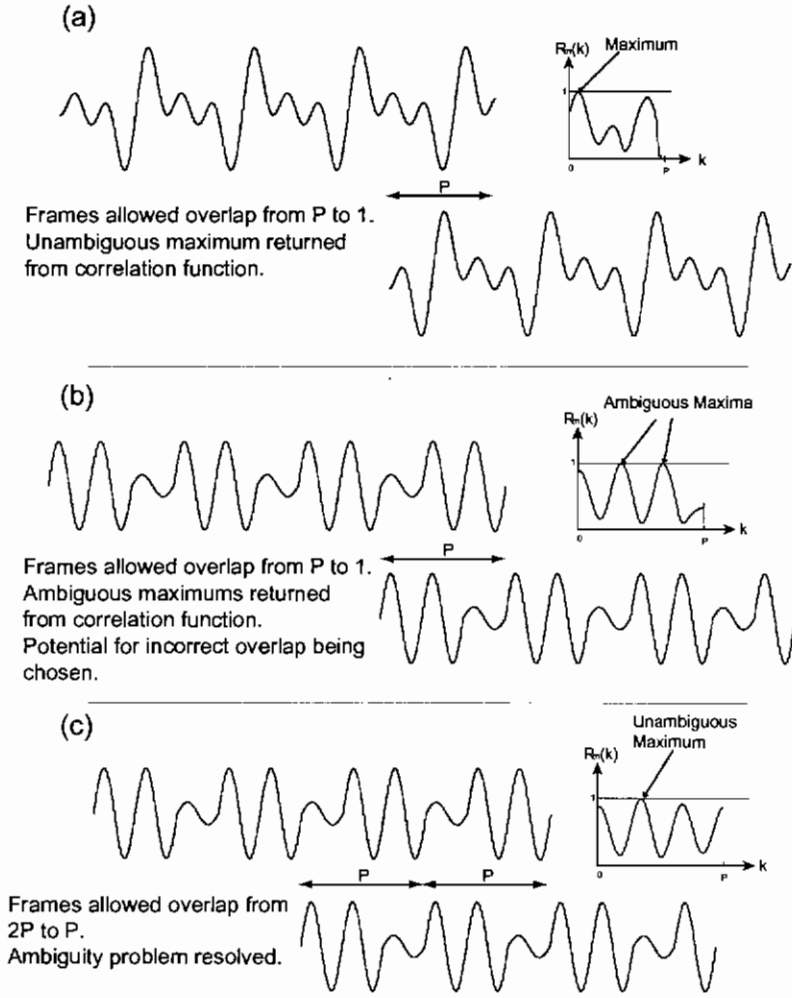 (a)
Rm(k)
Maximum
1
0
P
k
P
Frames allowed overlap from P to 1.
Unambiguous maximum returned
from correlation function.
(b)
Ambiguous Maxima
Rm(k)
1
0
P
k
P
Frames allowed overlap from P to 1.
Ambiguous maximums returned
from correlation function.
Potential for incorrect overlap being
chosen.
(c)
Unambiguous
Maximum
Rm(k)
1
0
P
k
P
P
Frames allowed overlap from
2P to P.
Ambiguity problem resolved.